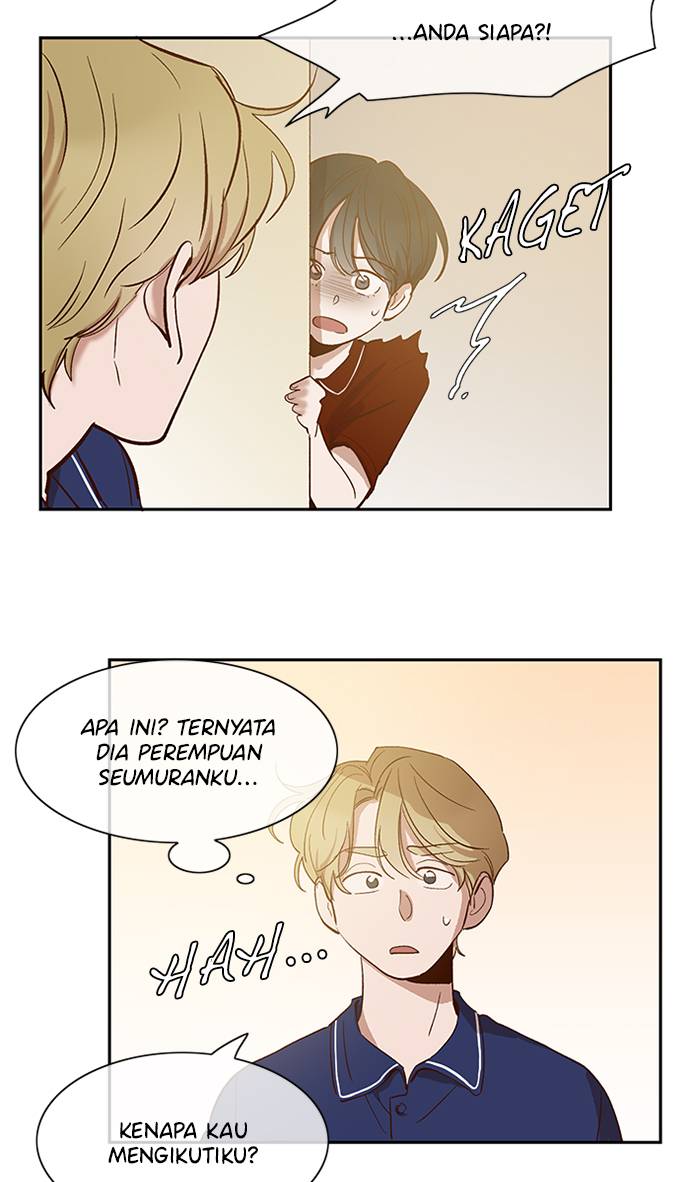 ...ANDA SIAPA?!
KAGET
APA INI? TERNYATA
DIA PEREMPUAN
SEUMURANKU...
HAH...
KENAPA KAU
MENGIKUTIKU?